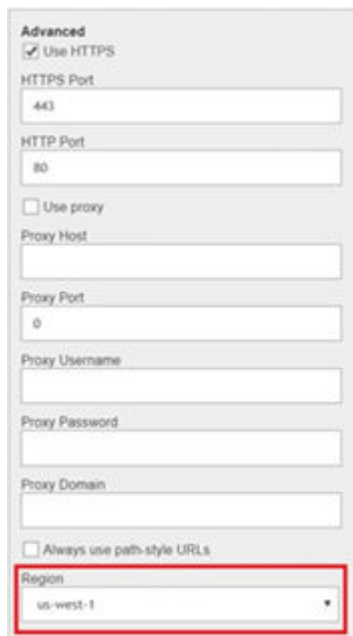 Advanced
Use HTTPS
HTTPS Port
443
HTTP Port
80
Use proxy
Proxy Host
Proxy Port
0
Proxy Username
Proxy Password
Proxy Domain
Always use path-style URLs
Region
us-west-1